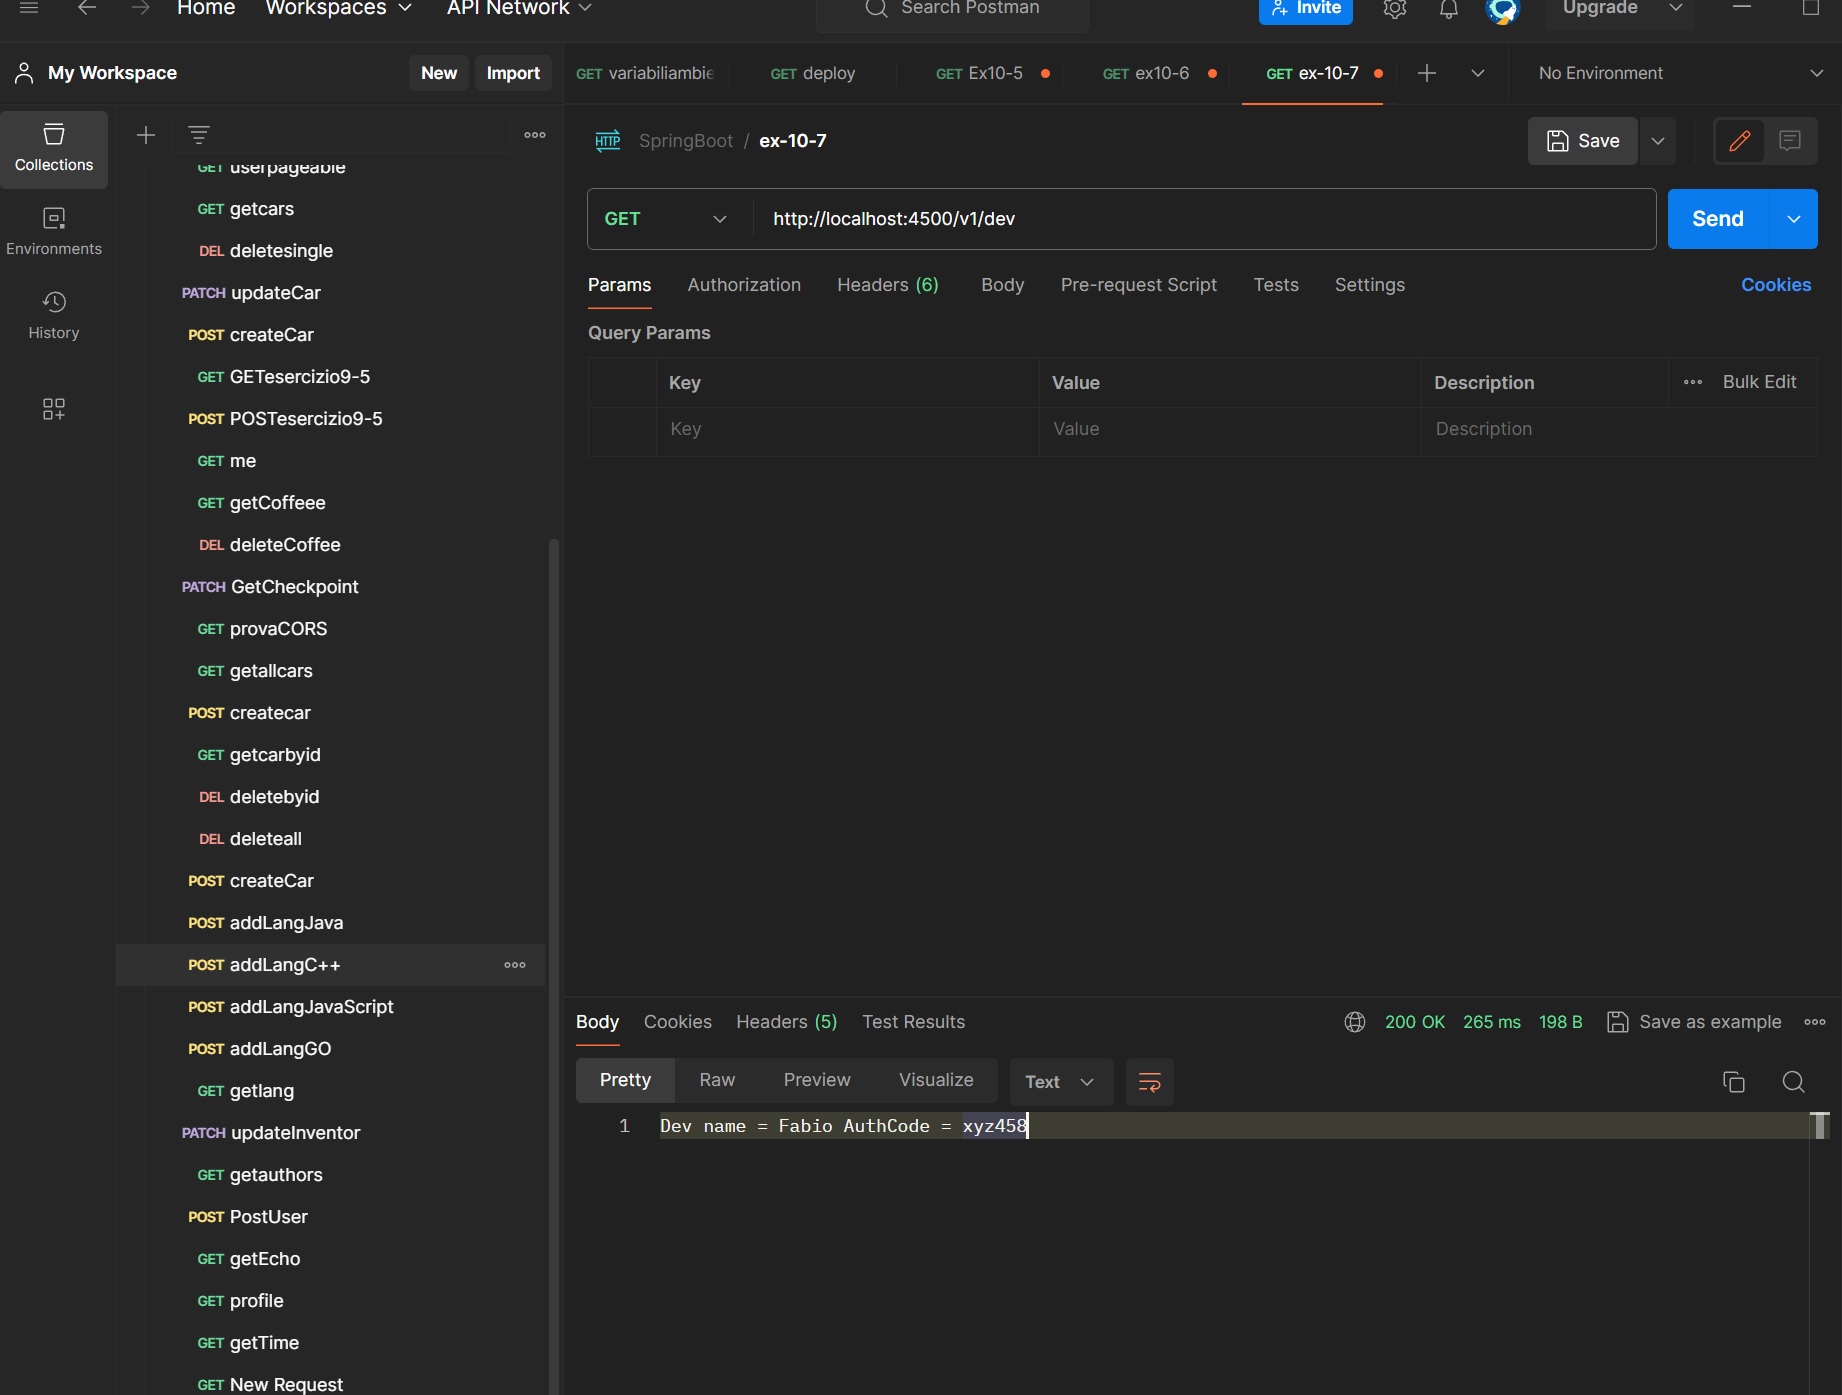 Home Workspaces API Network Search Postman Invite Upgrade
My Workspace New Import
GET variabiliambie GET deploy GET Ex10-5 GET ex10-6 GET ex-10-7 No Environment
Collections
Environments
History
GET userpageable
GET getcars
DEL deletesingle
PATCH updateCar
POST createCar
GET GETesercizio9-5
POST POSTesercizio9-5
GET me
GET getCoffeee
DEL deleteCoffee
PATCH GetCheckpoint
GET provaCORS
GET getallcars
POST createcar
GET getcarbyid
DEL deletebyid
DEL deleteall
POST createCar
POST addLangJava
POST addLangC++
POST addLangJavaScript
POST addLangGO
GET getlang
PATCH updateInventor
GET getauthors
POST PostUser
GET getEcho
GET profile
GET getTime
GET New Request
HTTP SpringBoot / ex-10-7 Save
GET http://localhost:4500/v1/dev Send
Params Authorization Headers (6) Body Pre-request Script Tests Settings Cookies
Query Params
Key Value Description Bulk Edit
Key Value Description
Body Cookies Headers (5) Test Results 200 OK 265 ms 198 B Save as example
Pretty Raw Preview Visualize Text
1 Dev name = Fabio AuthCode = xyz458